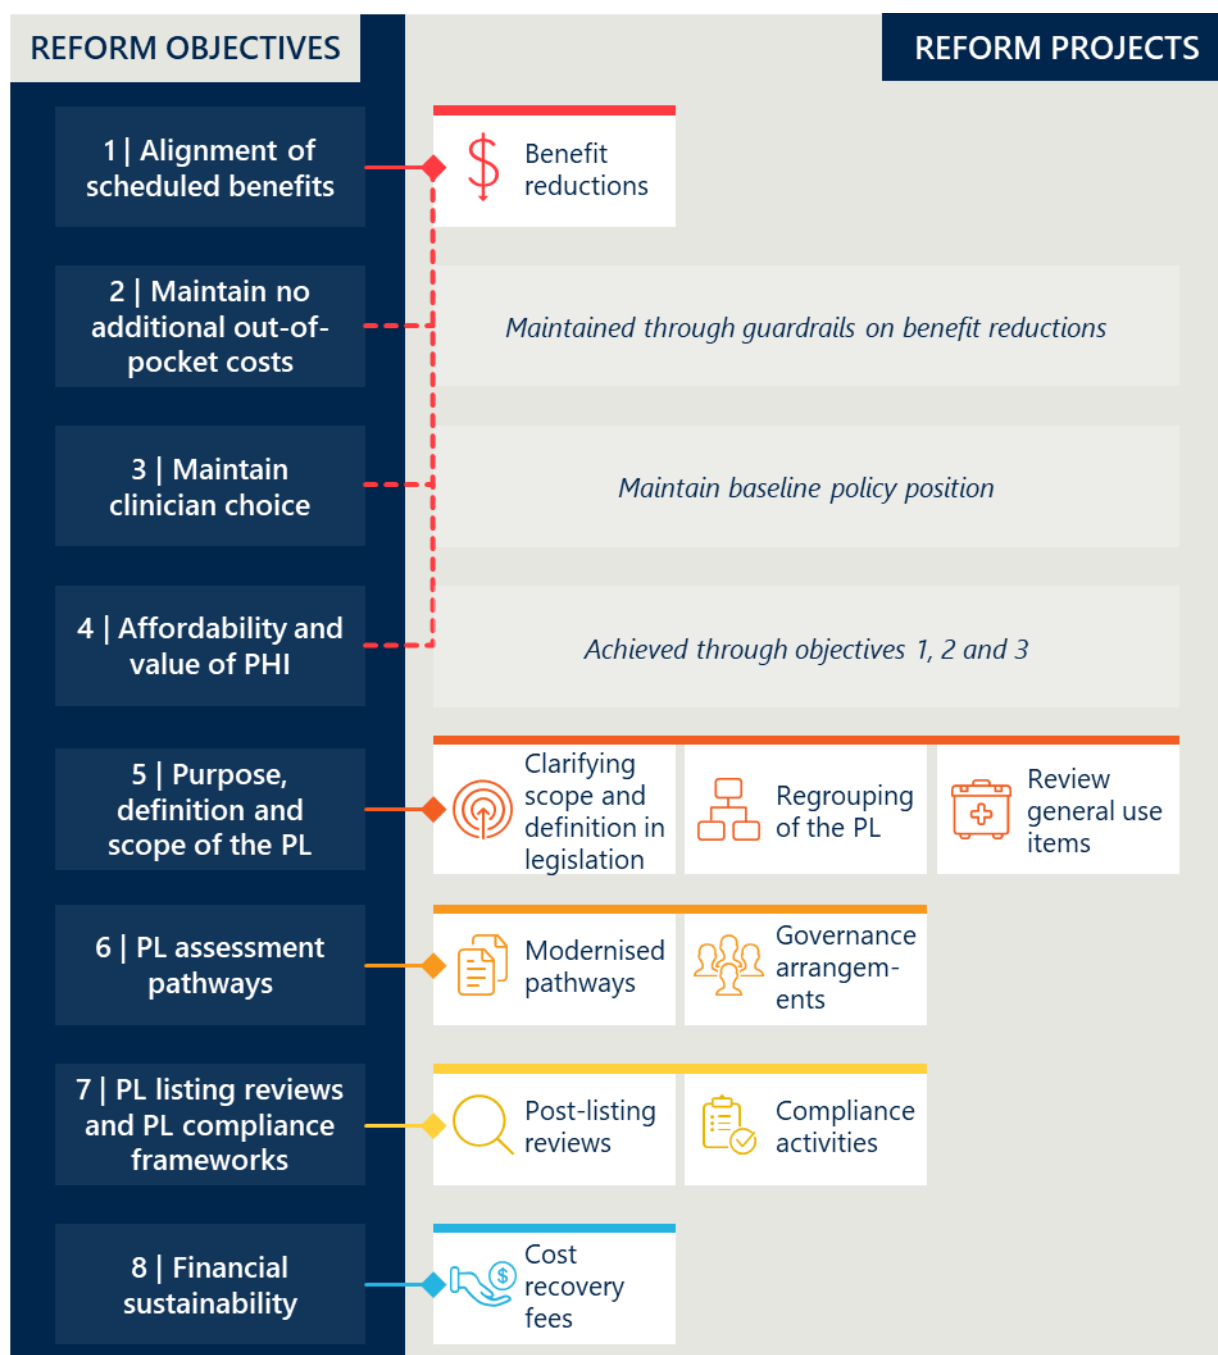 REFORM OBJECTIVES
REFORM PROJECTS
1 | Alignment of
scheduled benefits
Benefit
reductions
2 | Maintain no
additional out-of-
pocket costs
Maintained through guardrails on benefit reductions
3 | Maintain
clinician choice
Maintain baseline policy position
4 | Affordability and
value of PHI
Achieved through objectives 1, 2 and 3
5 | Purpose,
definition and
scope of the PL
Clarifying
scope and
definition in
legislation
Regrouping
of the PL
Review
general use
items
6 | PL assessment
pathways
Modernised
pathways
Governance
arrangem-
ents
7 | PL listing reviews
and PL compliance
frameworks
Post-listing
reviews
Compliance
activities
8 | Financial
sustainability
$
Cost
recovery
fees